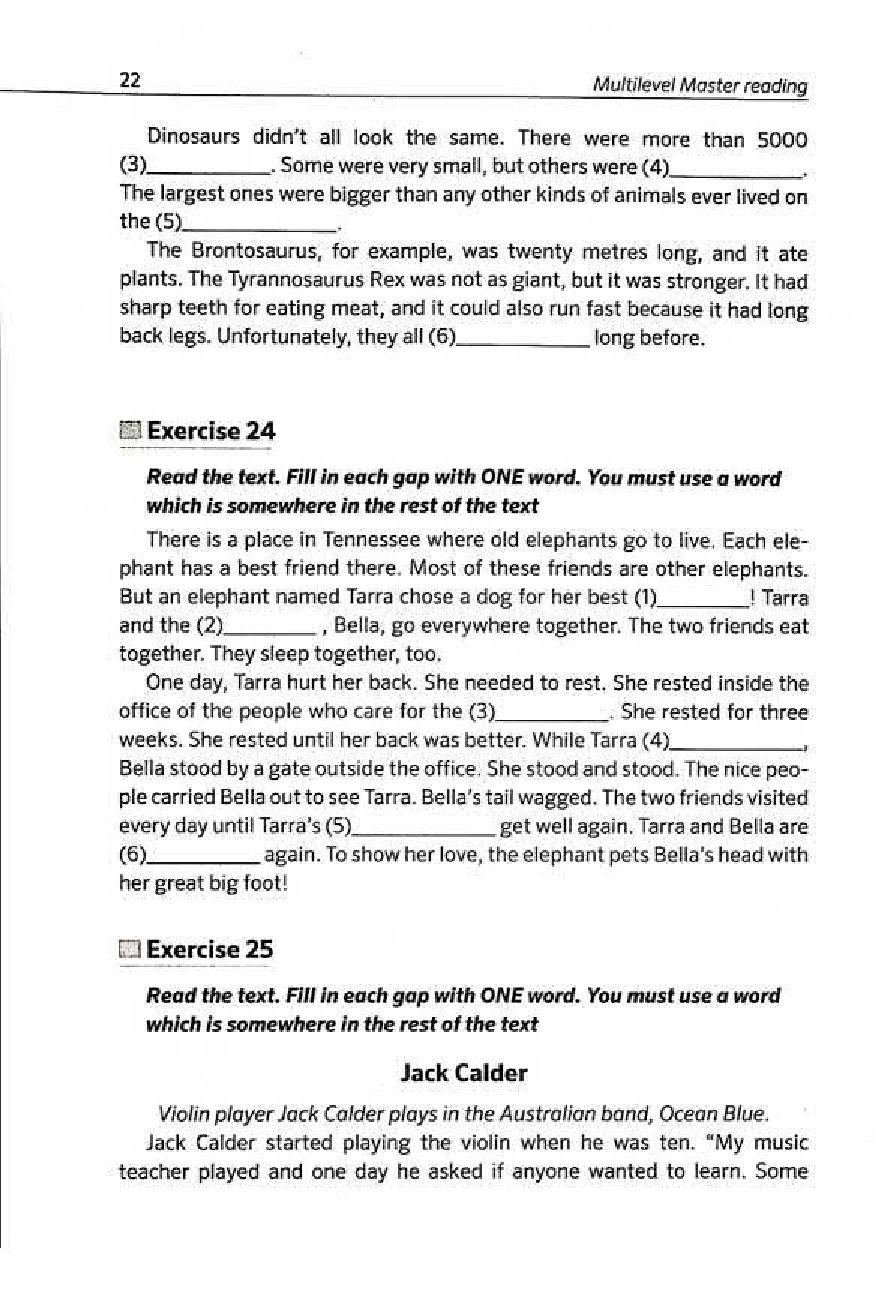 22
Multilevel Master reading
Dinosaurs didn't all look the same. There were more than 5000
(3)____________. Some were very small, but others were (4)_____________.
The largest ones were bigger than any other kinds of animals ever lived on
the (5)_______________.
The Brontosaurus, for example, was twenty metres long, and it ate
plants. The Tyrannosaurus Rex was not as giant, but it was stronger. It had
sharp teeth for eating meat, and it could also run fast because it had long
back legs. Unfortunately, they all (6)_____________ long before.
Exercise 24
Read the text. Fill in each gap with ONE word. You must use a word
which is somewhere in the rest of the text
There is a place in Tennessee where old elephants go to live. Each ele-
phant has a best friend there. Most of these friends are other elephants.
But an elephant named Tarra chose a dog for her best (1)_________! Tarra
and the (2)_________ , Bella, go everywhere together. The two friends eat
together. They sleep together, too.
One day, Tarra hurt her back. She needed to rest. She rested inside the
office of the people who care for the (3)___________. She rested for three
weeks. She rested until her back was better. While Tarra (4)_____________,
Bella stood by a gate outside the office. She stood and stood. The nice peo-
ple carried Bella out to see Tarra. Bella's tail wagged. The two friends visited
every day until Tarra's (5)______________ get well again. Tarra and Bella are
(6)___________ again. To show her love, the elephant pets Bella's head with
her great big foot!
Exercise 25
Read the text. Fill in each gap with ONE word. You must use a word
which is somewhere in the rest of the text
Jack Calder
Violin player Jack Calder plays in the Australian band, Ocean Blue.
Jack Calder started playing the violin when he was ten. "My music
teacher played and one day he asked if anyone wanted to learn. Some